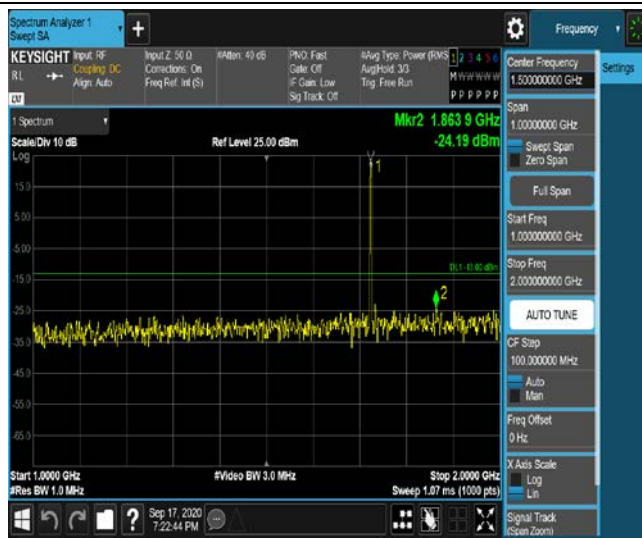 Spectrum Analyzer 1
Swept SA
+
Frequency
KEYSIGHT
RL
Input: RF
Coupling: DC
Align: Auto
Input Z: 50 Ω
Corrections: On
Freq Ref: Int (S)
#Atten: 40 dB
PNO: Fast
Gate: Off
IF Gain: Low
Sig Track: Off
#Avg Type: Power (RMS
Avg|Hold: 3/3
Trig: Free Run
1 2 3 4 5 6
M W W W W W
P P P P P P
Settings
1 Spectrum
Scale/Div 10 dB
Ref Level 25.00 dBm
Mkr2 1.863 9 GHz
-24.19 dBm
Log
15.0
5.00
-5.00
-15.0
-25.0
-35.0
-45.0
-55.0
-65.0
1
DL1 -13.00 dBm
2
Start 1.0000 GHz
#Res BW 1.0 MHz
#Video BW 3.0 MHz
Stop 2.0000 GHz
Sweep 1.07 ms (1000 pts)
?
Sep 17, 2020
7:22:44 PM
Center Frequency
1.500000000 GHz
Span
1.00000000 GHz
Swept Span
Zero Span
Full Span
Start Freq
1.000000000 GHz
Stop Freq
2.000000000 GHz
AUTO TUNE
CF Step
100.000000 MHz
Auto
Man
Freq Offset
0 Hz
X Axis Scale
Log
Lin
Signal Track
(Span Zoom)